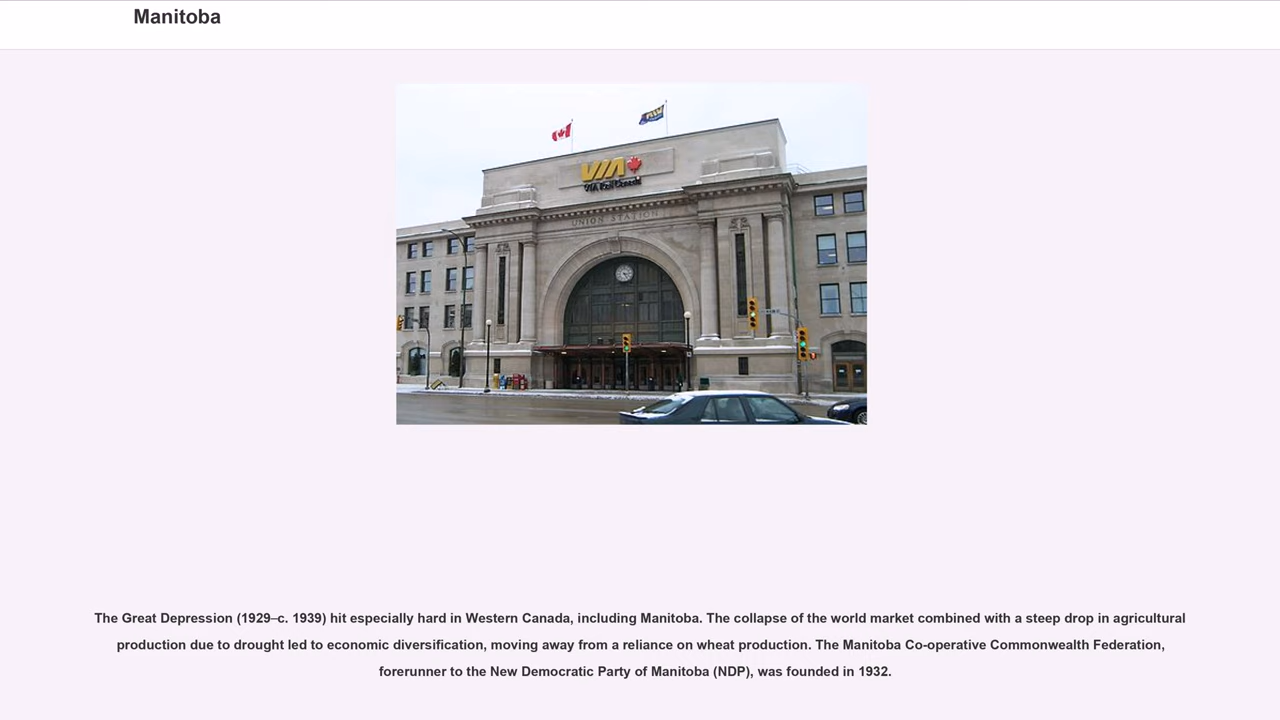 Manitoba
VIA
VIA Rail Canada
UNION STATION
The Great Depression (1929–c. 1939) hit especially hard in Western Canada, including Manitoba. The collapse of the world market combined with a steep drop in agricultural
production due to drought led to economic diversification, moving away from a reliance on wheat production. The Manitoba Co-operative Commonwealth Federation,
forerunner to the New Democratic Party of Manitoba (NDP), was founded in 1932.